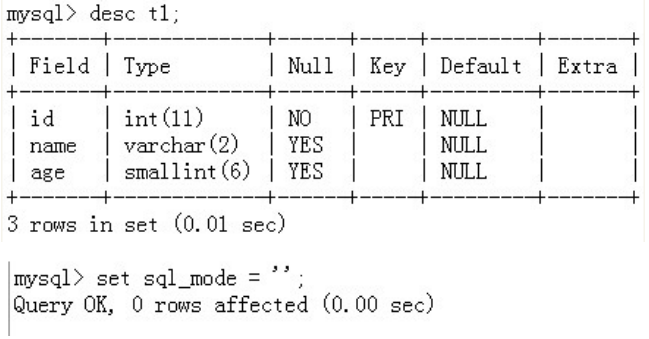 mysql> desc t1;
+-------+-------------+------+-----+---------+-------+
| Field | Type | Null | Key | Default | Extra |
+-------+-------------+------+-----+---------+-------+
| id | int(11) | NO | PRI | NULL | |
| name | varchar(2) | YES | | NULL | |
| age | smallint(6) | YES | | NULL | |
+-------+-------------+------+-----+---------+-------+
3 rows in set (0.01 sec)
mysql> set sql_mode = '';
Query OK, 0 rows affected (0.00 sec)